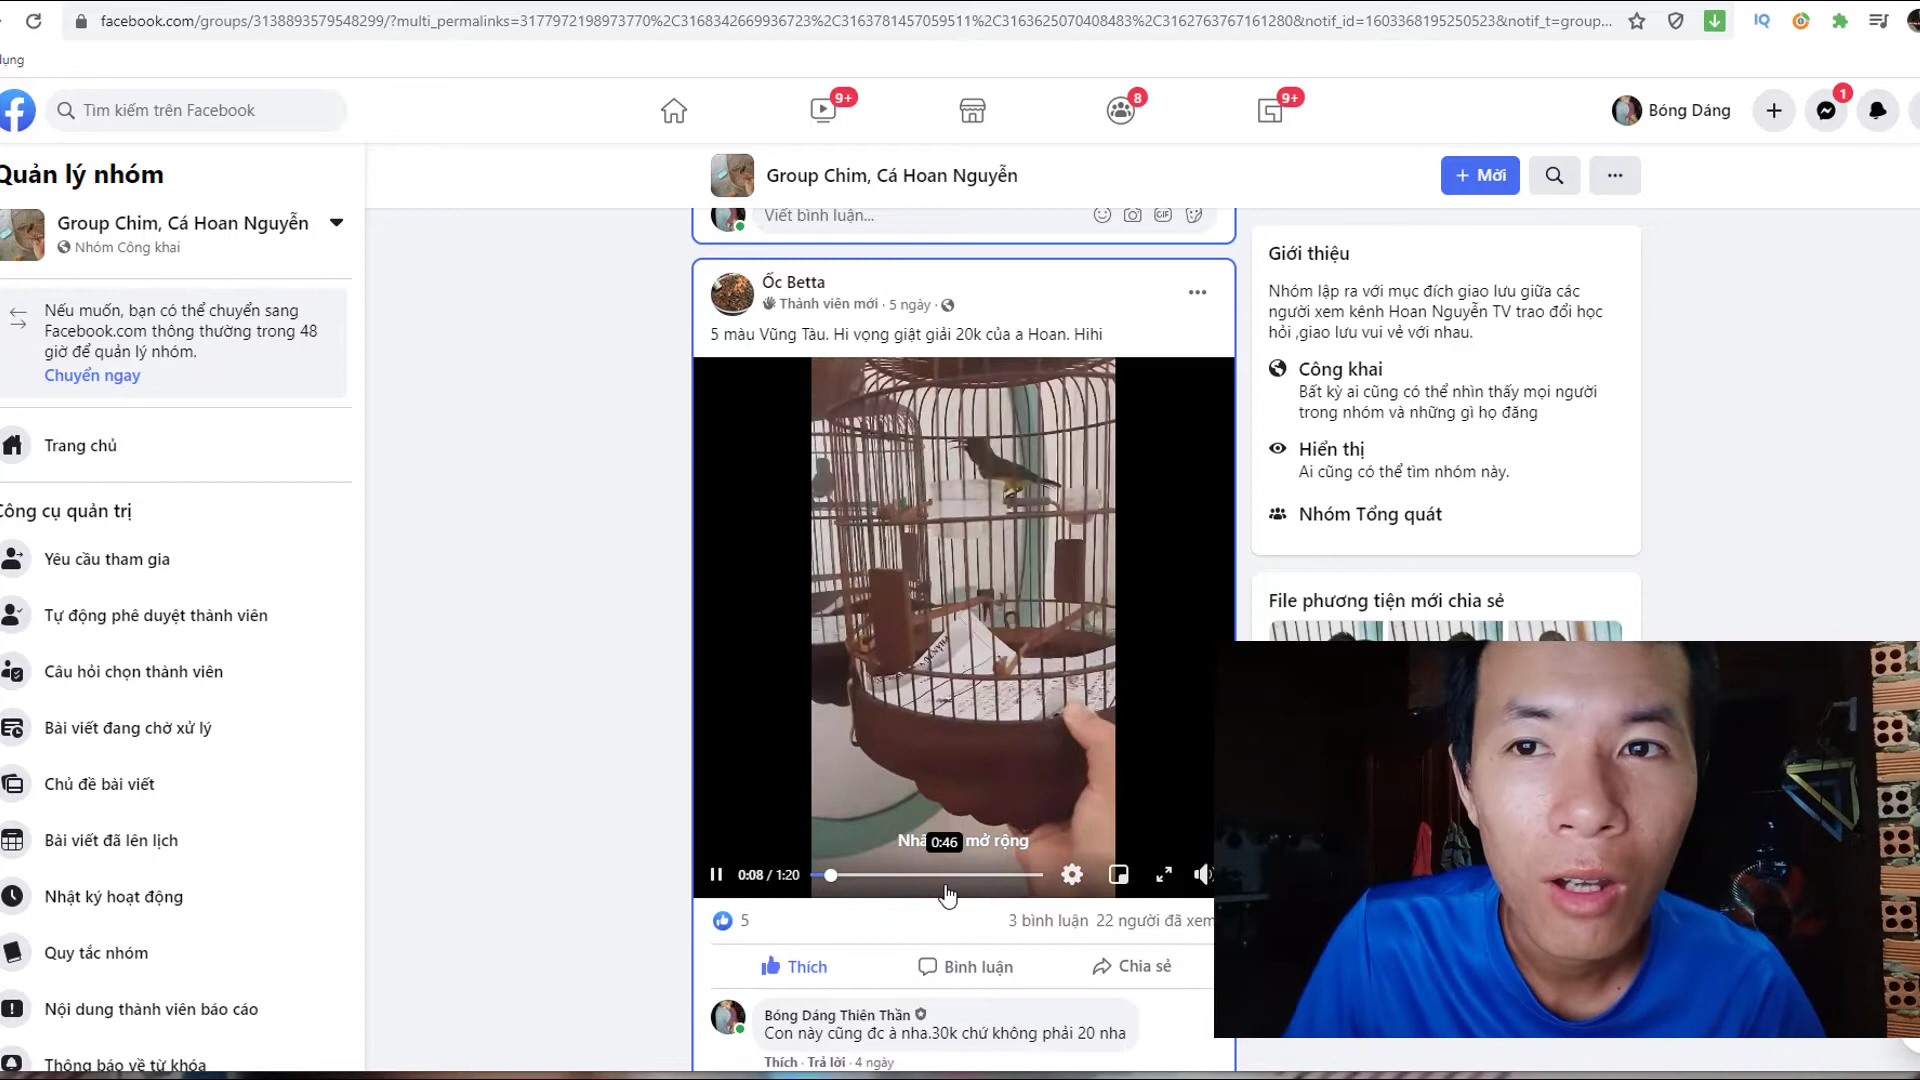 facebook.com/groups/3138893579548299/?multi_permalinks=3177972198973770%2C3168342669936723%2C3163781457059511%2C3163625070408483%2C3162763767161280&notif_id=1603368195250523&notif_t=group...
IQ
dụng
Tìm kiếm trên Facebook
9+
8
9+
Bóng Dáng
1
Quản lý nhóm
Group Chim, Cá Hoan Nguyễn
Nhóm Công khai
Nếu muốn, bạn có thể chuyển sang
Facebook.com thông thường trong 48
giờ để quản lý nhóm.
Chuyển ngay
Trang chủ
Công cụ quản trị
Yêu cầu tham gia
Tự động phê duyệt thành viên
Câu hỏi chọn thành viên
Bài viết đang chờ xử lý
Chủ đề bài viết
Bài viết đã lên lịch
Nhật ký hoạt động
Quy tắc nhóm
Nội dung thành viên báo cáo
Thông báo về từ khóa
Group Chim, Cá Hoan Nguyễn
+ Mời
Viết bình luận...
GIF
Ốc Betta
Thành viên mới · 5 ngày ·
5 màu Vũng Tàu. Hi vọng giật giải 20k của a Hoan. Hihi
0:46 mở rộng
0:08 / 1:20
5
3 bình luận 22 người đã xem
Thích
Bình luận
Chia sẻ
Bóng Dáng Thiên Thần
Con này cũng đc à nha.30k chứ không phải 20 nha
Thích · Trả lời · 4 ngày
Giới thiệu
Nhóm lập ra với mục đích giao lưu giữa các
người xem kênh Hoan Nguyễn TV trao đổi học
hỏi ,giao lưu vui vẻ với nhau.
Công khai
Bất kỳ ai cũng có thể nhìn thấy mọi người
trong nhóm và những gì họ đăng
Hiển thị
Ai cũng có thể tìm nhóm này.
Nhóm Tổng quát
File phương tiện mới chia sẻ